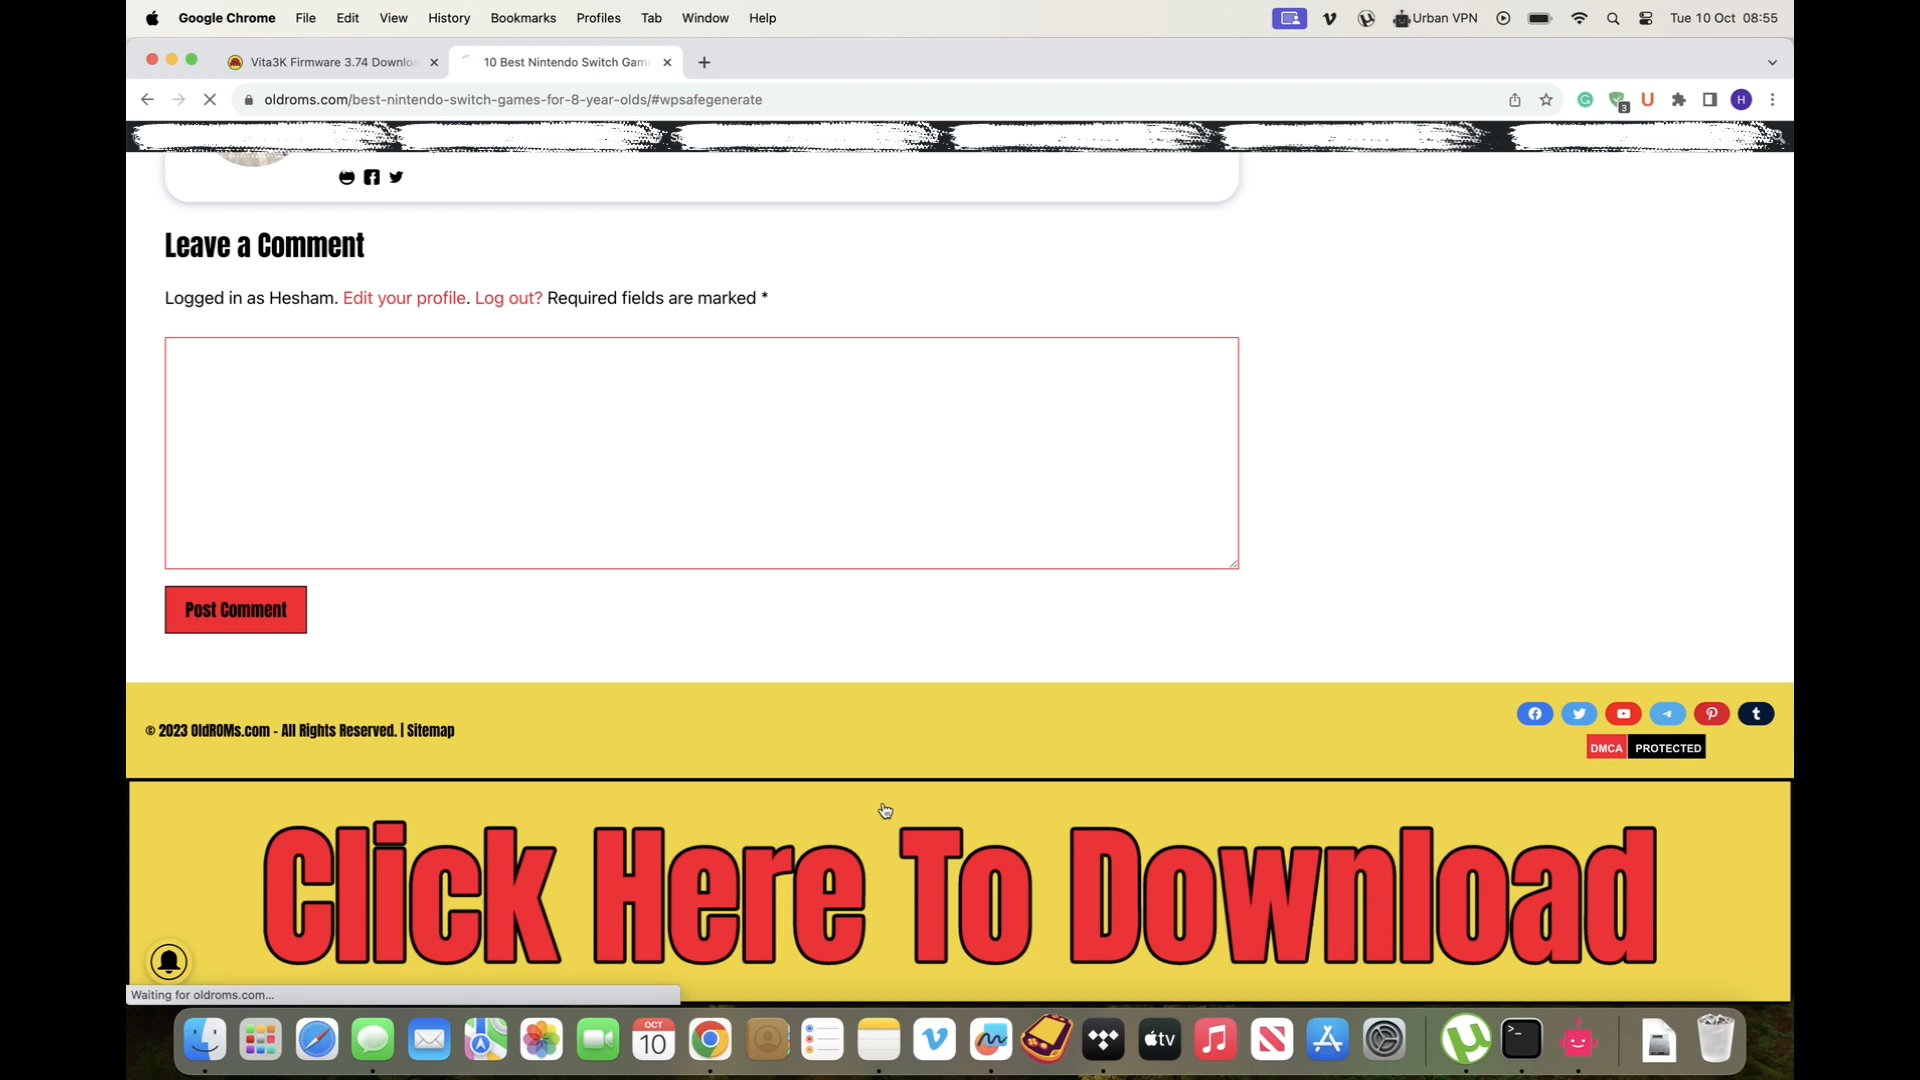 Google Chrome File Edit View History Bookmarks Profiles Tab Window Help Urban VPN Tue 10 Oct 08:55
Vita3K Firmware 3.74 Downlo
10 Best Nintendo Switch Gam
oldroms.com/best-nintendo-switch-games-for-8-year-olds/#wpsafegenerate
3
H
Leave a Comment
Logged in as Hesham. Edit your profile. Log out? Required fields are marked *
Post Comment
© 2023 OldROMs.com - All Rights Reserved. | Sitemap
DMCA PROTECTED
Click Here To Download
Waiting for oldroms.com...
OCT
10
tv